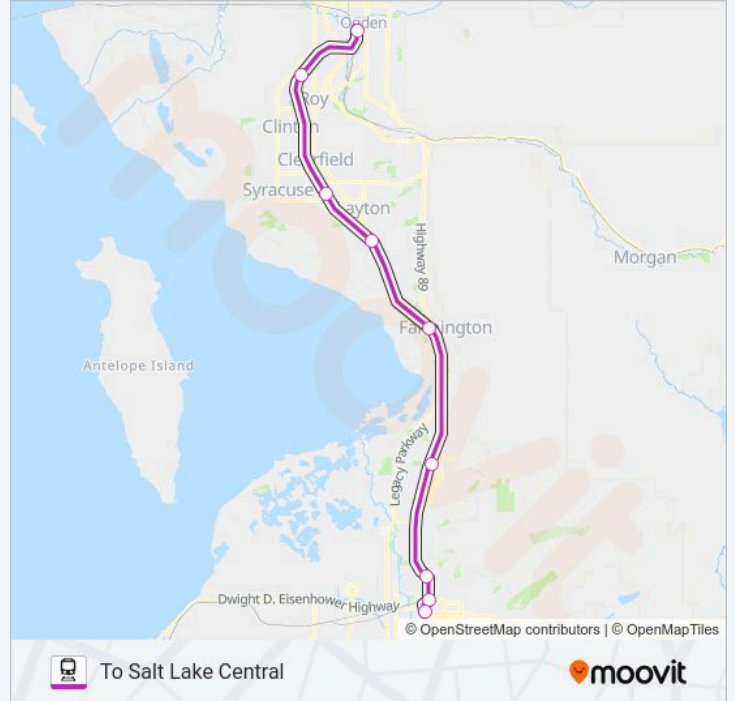 Ogden
Roy
Clinton
Clearfield
Syracuse
Layton
Highway 89
Morgan
Farmington
Antelope Island
Legacy Parkway
Dwight D. Eisenhower Highway
© OpenStreetMap contributors | © OpenMapTiles
To Salt Lake Central
moovit
moovit